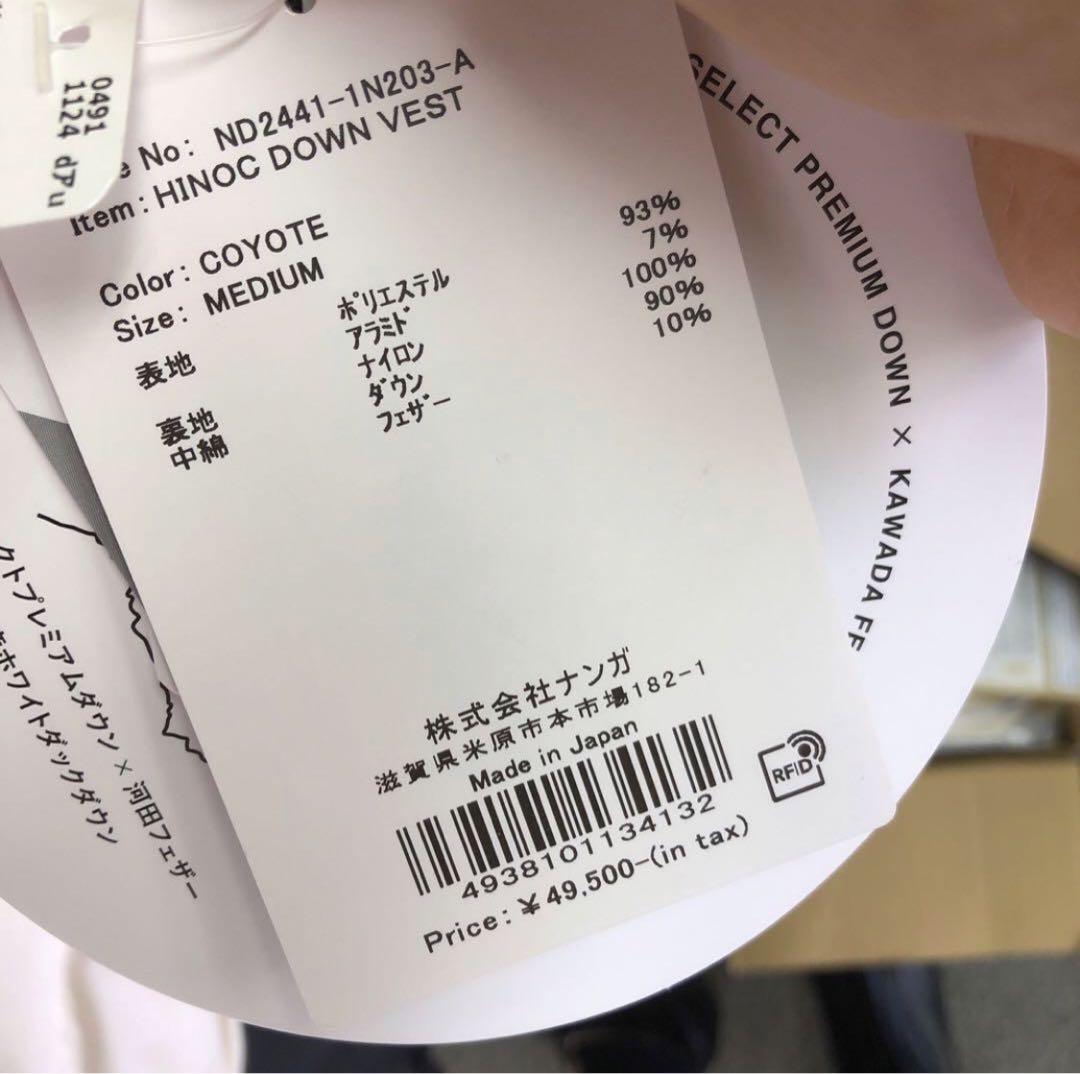 0491
1124 dアu
e No: ND2441-1N203-A
Item: HINOC DOWN VEST
Color: COYOTE
Size: MEDIUM
表地 ポリエステル 93%
アラミド 7%
裏地 ナイロン 100%
中綿 ダウン 90%
フェザー 10%
株式会社ナンガ
滋賀県米原市本市場182-1
Made in Japan
4938101134132
Price: ¥49,500-(in tax)
RFID
SELECT PREMIUM DOWN × KAWADA FF
クトプレミアムダウン × 河田フェザー
ホワイトダックダウン